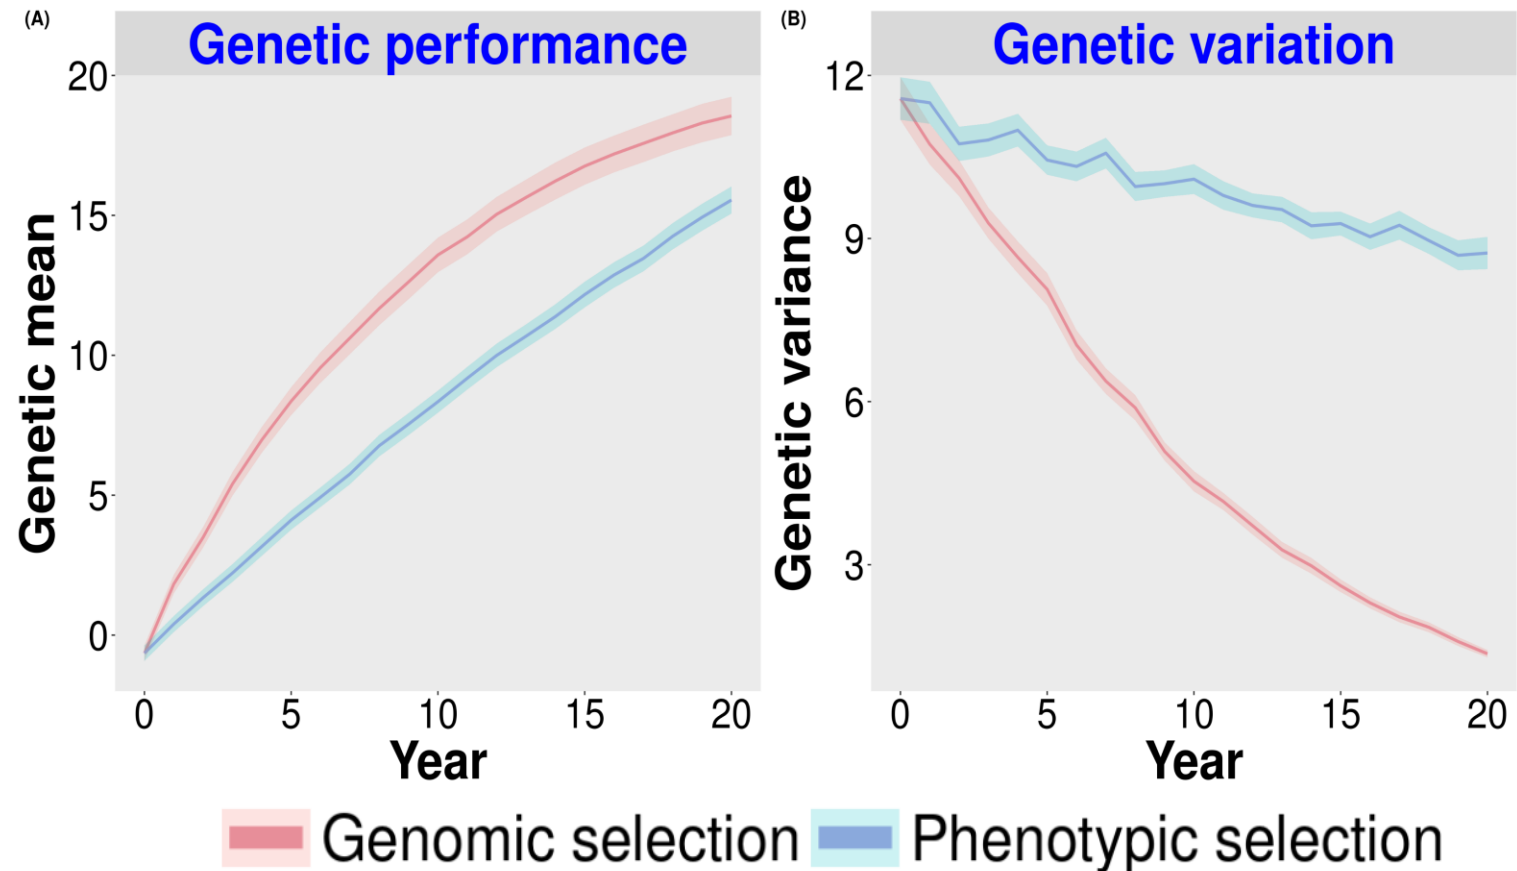 (A)
Genetic performance
20
15
10
5
0
Genetic mean
0 5 10 15 20
Year
(B)
Genetic variation
12
9
6
3
Genetic variance
0 5 10 15 20
Year
Genomic selection Phenotypic selection